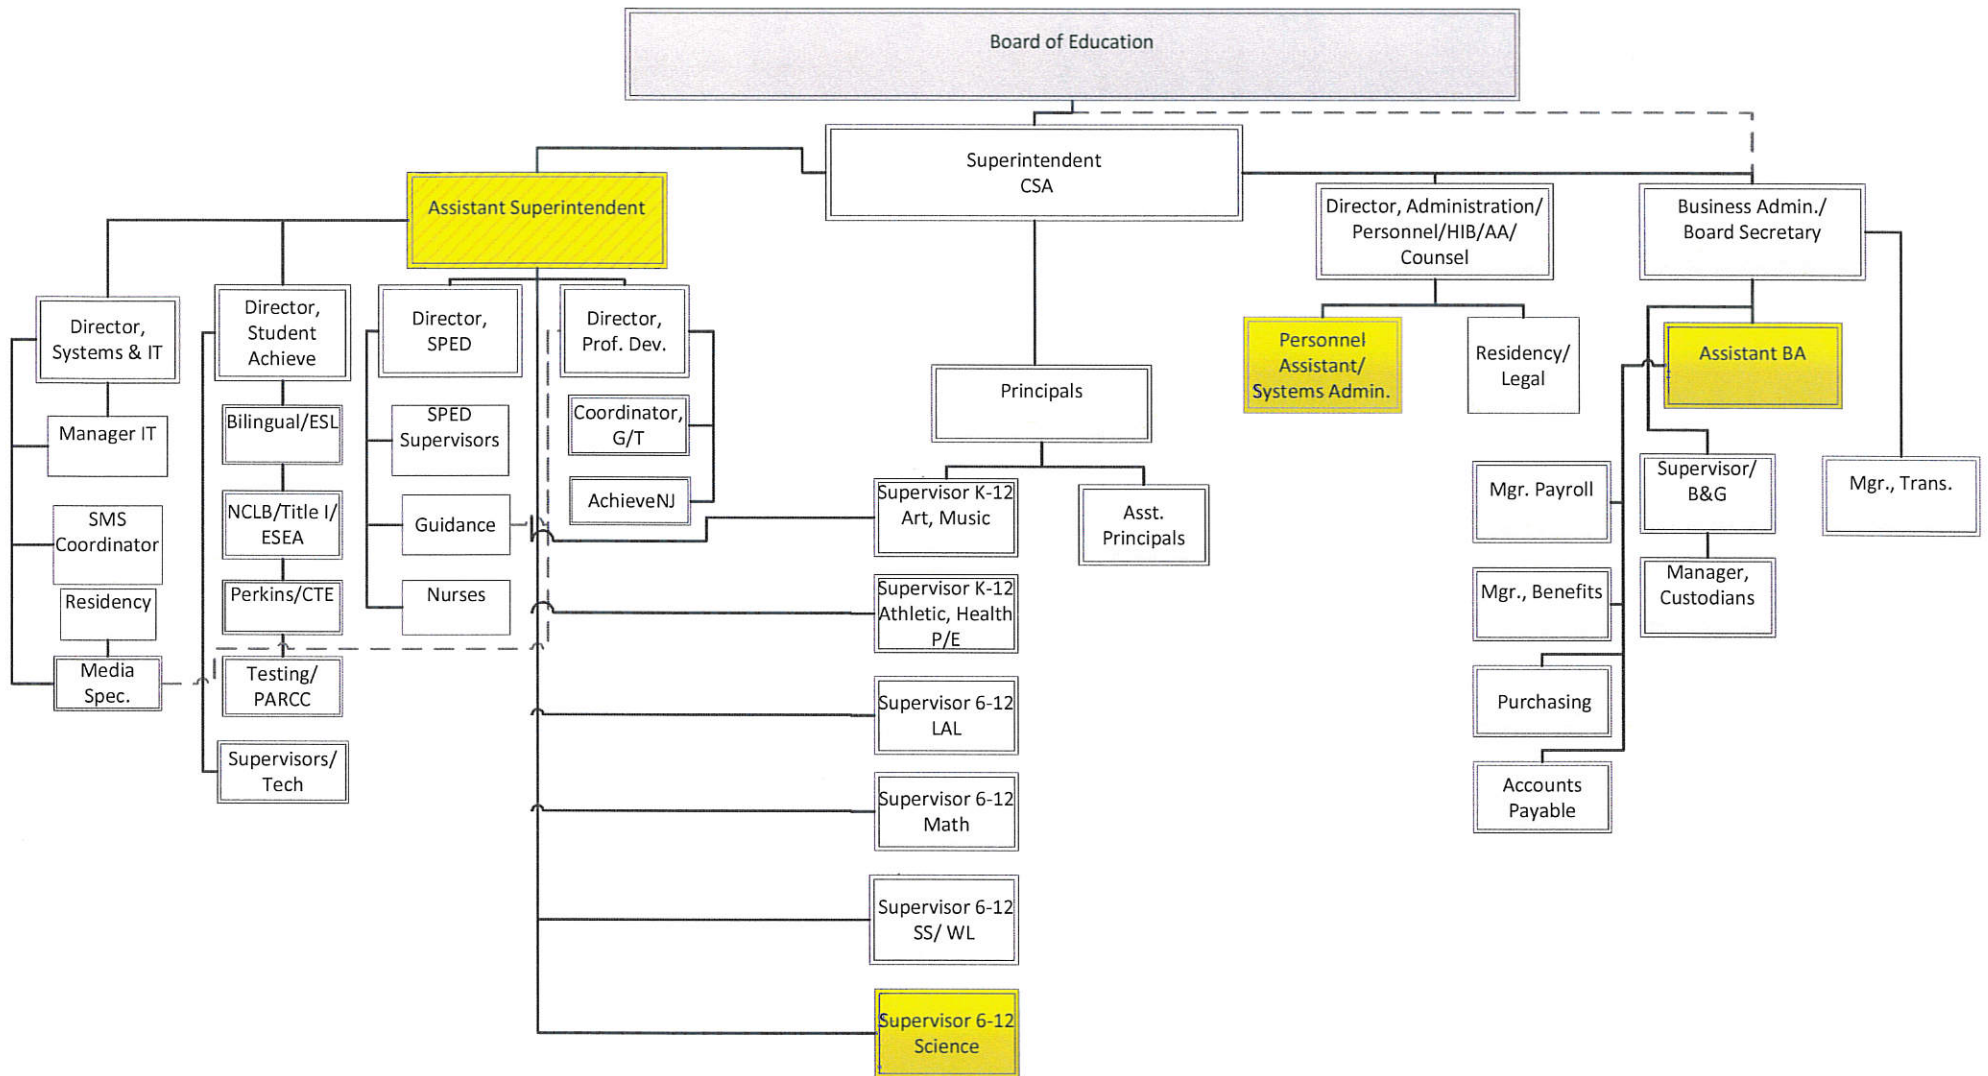 Board of Education
Superintendent
CSA
Assistant Superintendent
Director, Administration/
Personnel/HIB/AA/
Counsel
Business Admin./
Board Secretary
Director,
Systems & IT
Director,
Student
Achieve
Director,
SPED
Director,
Prof. Dev.
Personnel
Assistant/
Systems Admin.
Residency/
Legal
Assistant BA
Principals
Manager IT
Bilingual/ESL
SPED
Supervisors
Coordinator,
G/T
Supervisor K-12
Art, Music
Asst.
Principals
Mgr. Payroll
Supervisor/
B&G
Mgr., Trans.
SMS
Coordinator
NCLB/Title I/
ESEA
Guidance
AchieveNJ
Residency
Perkins/CTE
Nurses
Supervisor K-12
Athletic, Health
P/E
Mgr., Benefits
Manager,
Custodians
Media
Spec.
Testing/
PARCC
Supervisor 6-12
LAL
Purchasing
Supervisors/
Tech
Supervisor 6-12
Math
Accounts
Payable
Supervisor 6-12
SS/ WL
Supervisor 6-12
Science